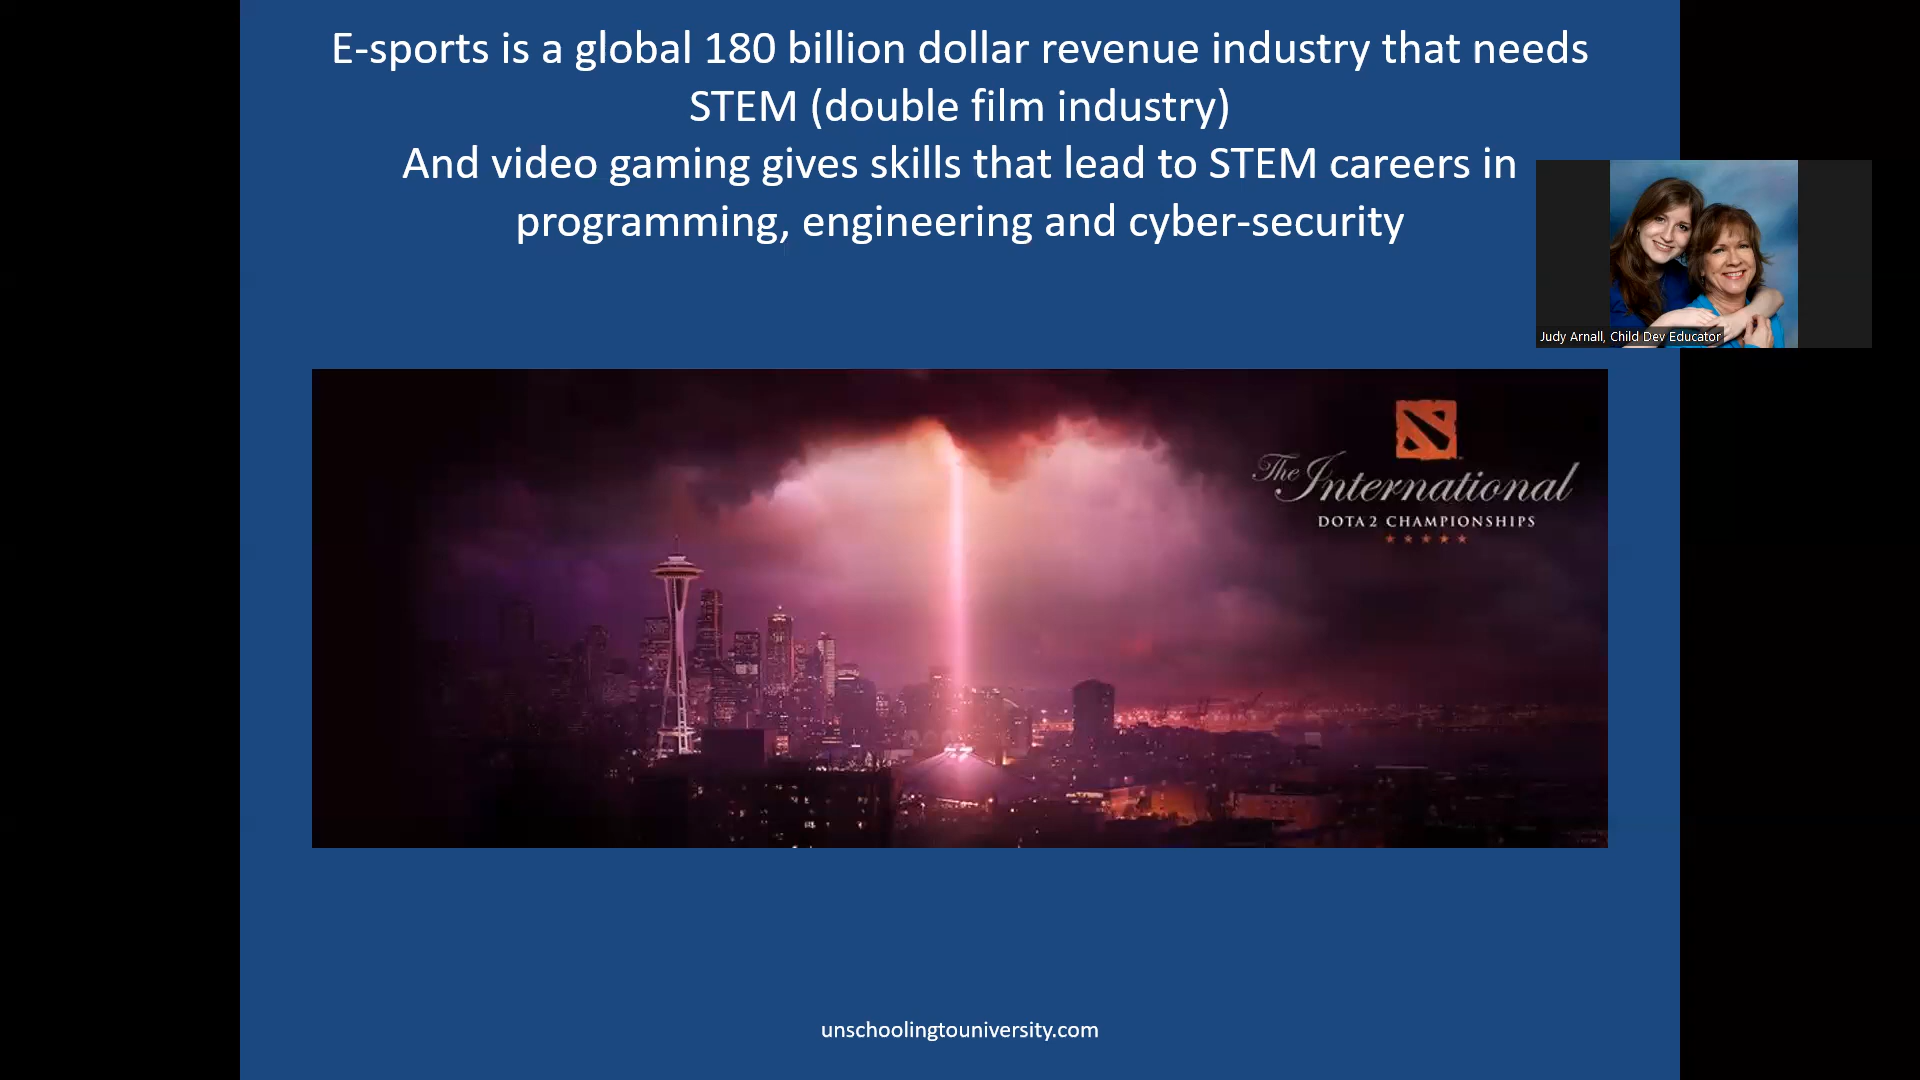 E-sports is a global 180 billion dollar revenue industry that needs
STEM (double film industry)
And video gaming gives skills that lead to STEM careers in
programming, engineering and cyber-security
Judy Arnall, Child Dev Educator
The International
DOTA 2 CHAMPIONSHIPS
unschoolingtouniversity.com